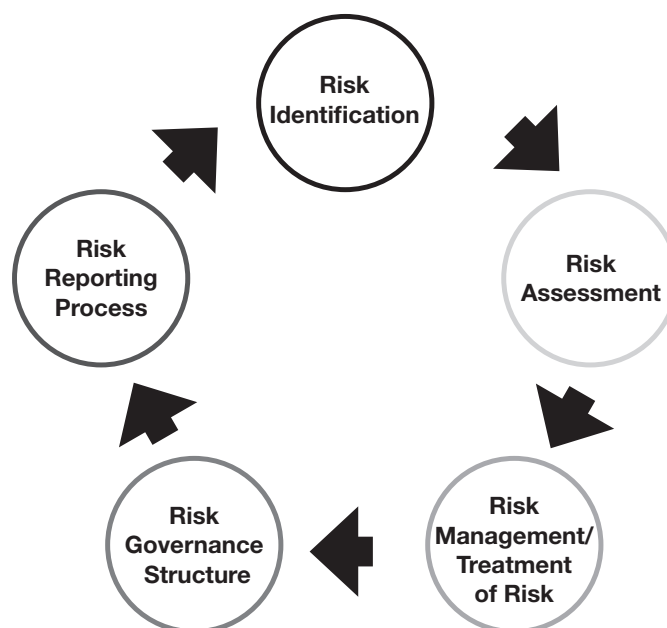 Risk
Identification
Risk
Assessment
Risk
Management/
Treatment
of Risk
Risk
Governance
Structure
Risk
Reporting
Process